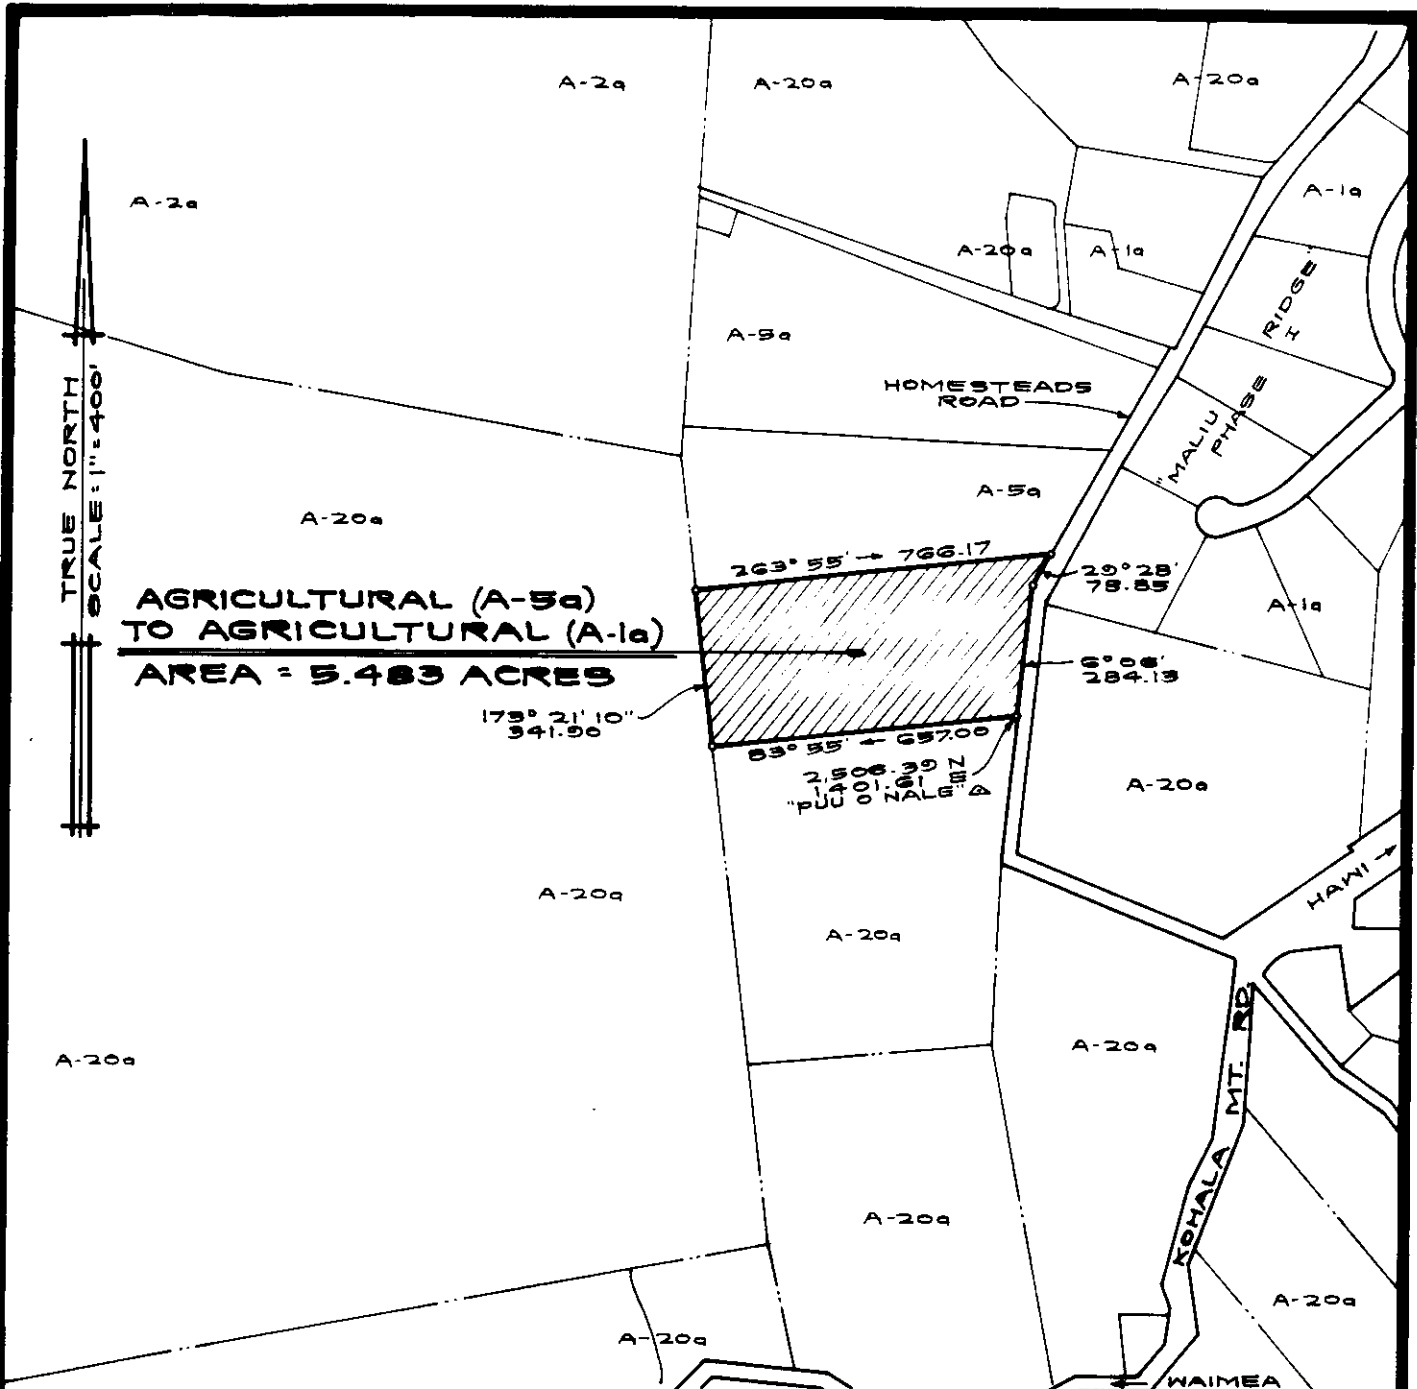 A-2a
A-20a
A-20a
A-2a
A-1a
A-20a
A-1a
"MALIU RIDGE"
PHASE I
A-5a
HOMESTEADS
ROAD
TRUE NORTH
SCALE: 1" = 400'
A-5a
A-20a
263° 55' → 766.17
29° 28'
78.85
AGRICULTURAL (A-5a)
TO AGRICULTURAL (A-1a)
AREA = 5.483 ACRES
A-1a
6° 06'
284.13
173° 21' 10"
341.90
83° 55' ← 657.00
2,506.39 N
1,401.61 E
"PUU O NALE" △
A-20a
HAWI →
A-20a
A-20a
A-20a
A-20a
KOHALA MT. RD.
A-20a
A-20a
A-20a
← WAIMEA